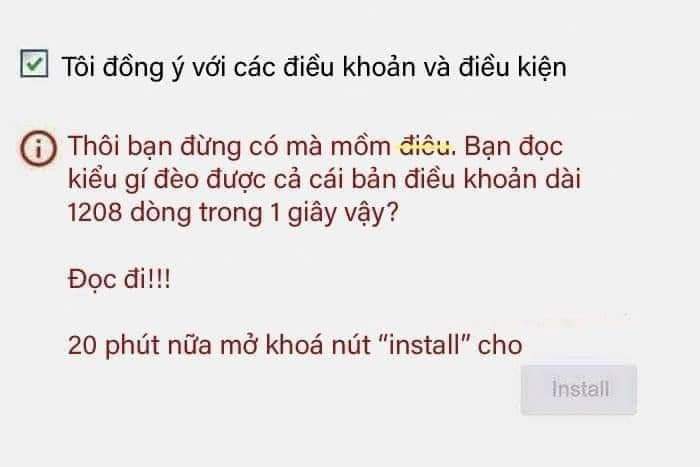 Tôi đồng ý với các điều khoản và điều kiện
Thôi bạn đừng có mà mồm điêu. Bạn đọc
kiểu gí đèo được cả cái bản điều khoản dài
1208 dòng trong 1 giây vậy?
Đọc đi!!!
20 phút nữa mở khoá nút “install” cho
Install